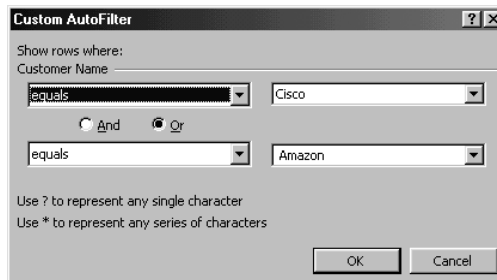 Custom AutoFilter ? X
Show rows where:
Customer Name
equals Cisco
And Or
equals Amazon
Use ? to represent any single character
Use * to represent any series of characters
OK Cancel